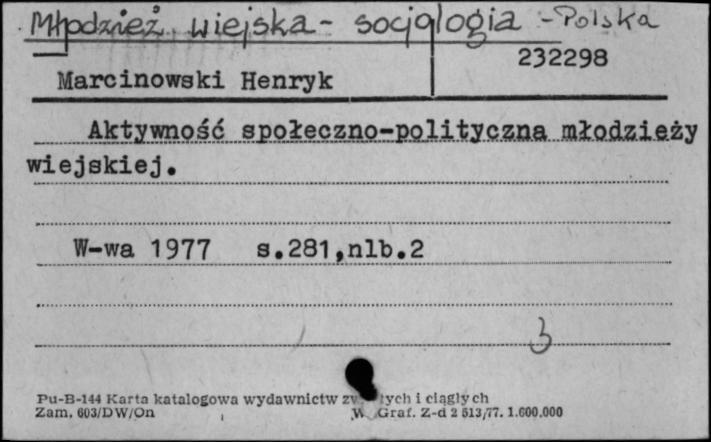 Młodzież wiejska - socjologia - Polska
232298
Marcinowski Henryk
Aktywność społeczno-polityczna młodzieży
wiejskiej.
W-wa 1977 s.281,nlb.2
3
Pu-B-144 Karta katalogowa wydawnictw i ciągłych
Zam. 603/DW/On W. Graf. Z-d 2 513/77. 1.600.000